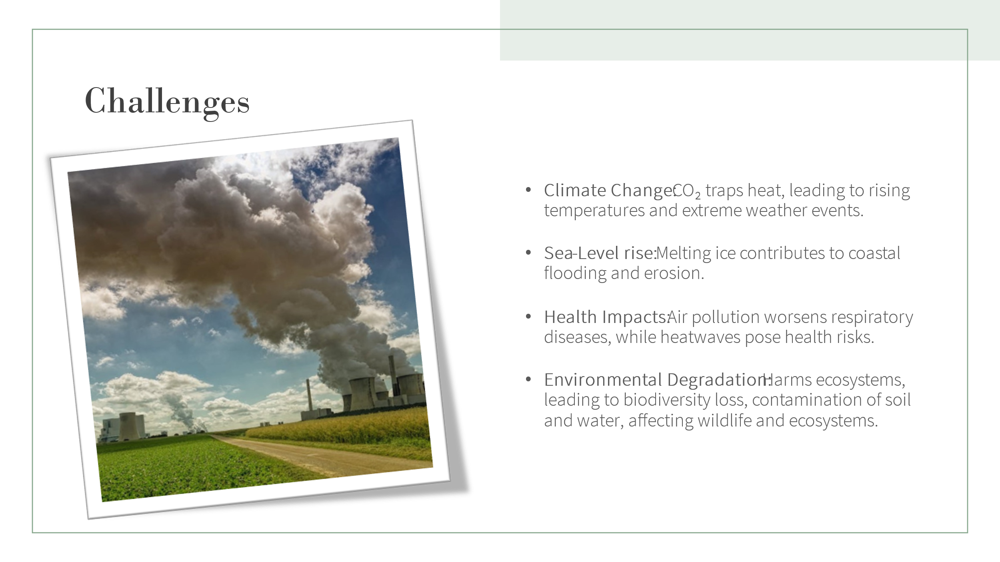 Challenges
• Climate Change: CO₂ traps heat, leading to rising
temperatures and extreme weather events.
• Sea-Level rise: Melting ice contributes to coastal
flooding and erosion.
• Health Impacts: Air pollution worsens respiratory
diseases, while heatwaves pose health risks.
• Environmental Degradation: Harms ecosystems,
leading to biodiversity loss, contamination of soil
and water, affecting wildlife and ecosystems.